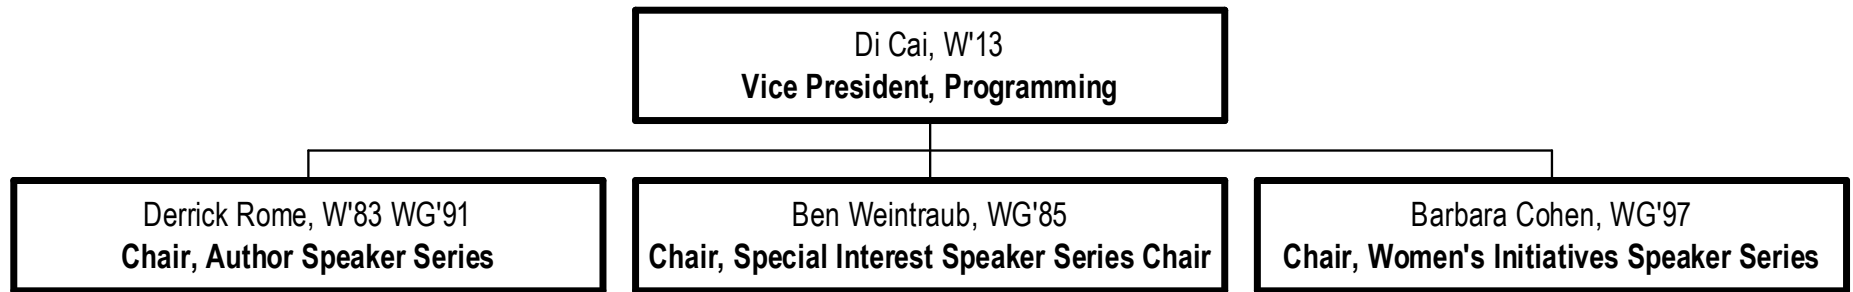 Di Cai, W'13
Vice President, Programming
Derrick Rome, W'83 WG'91
Chair, Author Speaker Series
Ben Weintraub, WG'85
Chair, Special Interest Speaker Series Chair
Barbara Cohen, WG'97
Chair, Women's Initiatives Speaker Series